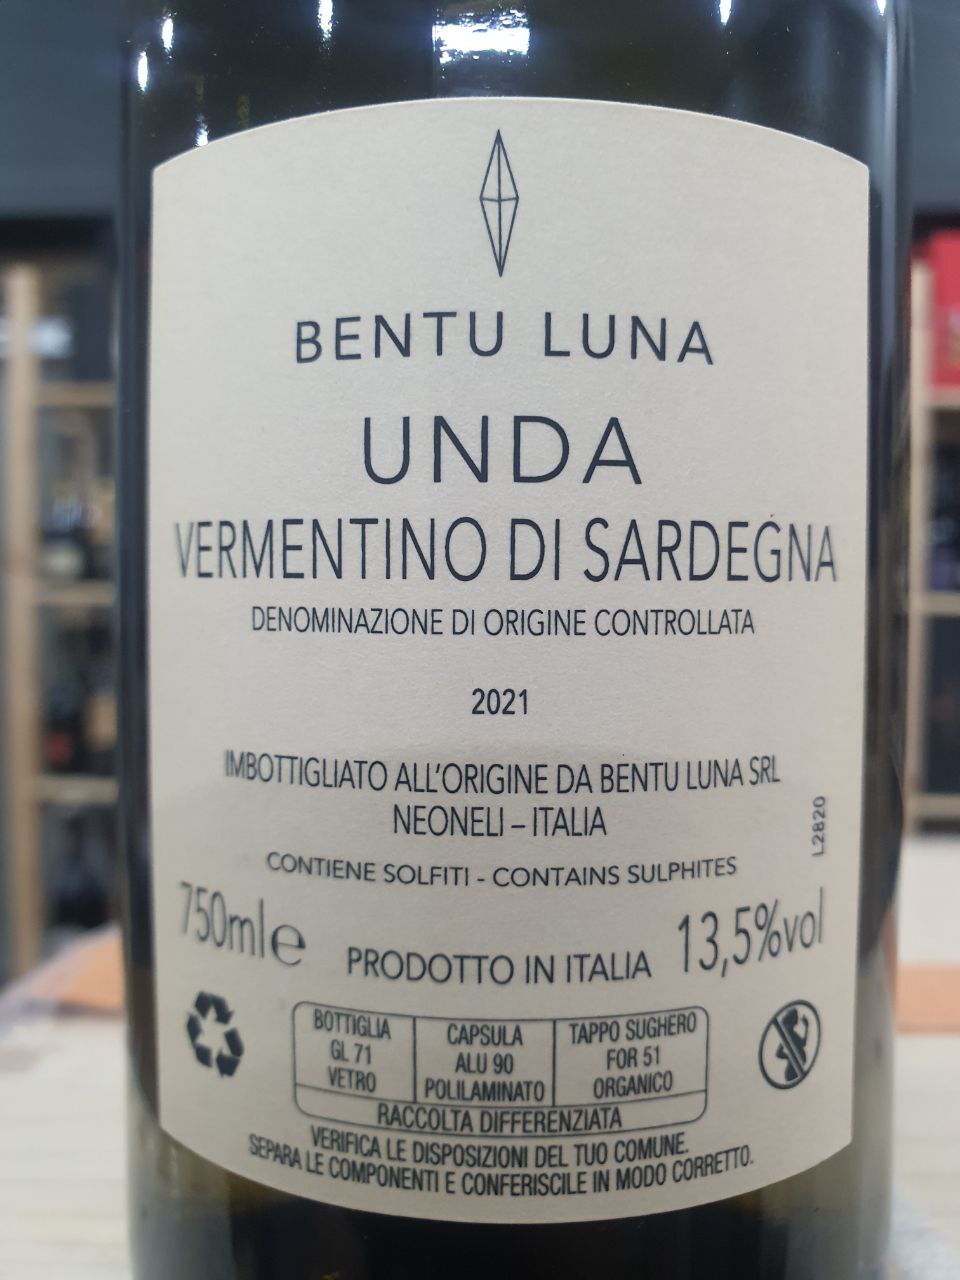 BENTU LUNA
UNDA
VERMENTINO DI SARDEGNA
DENOMINAZIONE DI ORIGINE CONTROLLATA
2021
IMBOTTIGLIATO ALL'ORIGINE DA BENTU LUNA SRL
NEONELI – ITALIA
L2820
CONTIENE SOLFITI - CONTAINS SULPHITES
750ml e
PRODOTTO IN ITALIA
13,5%vol
BOTTIGLIA
GL 71
VETRO
CAPSULA
ALU 90
POLILAMINATO
TAPPO SUGHERO
FOR 51
ORGANICO
RACCOLTA DIFFERENZIATA
VERIFICA LE DISPOSIZIONI DEL TUO COMUNE.
SEPARA LE COMPONENTI E CONFERISCILE IN MODO CORRETTO.